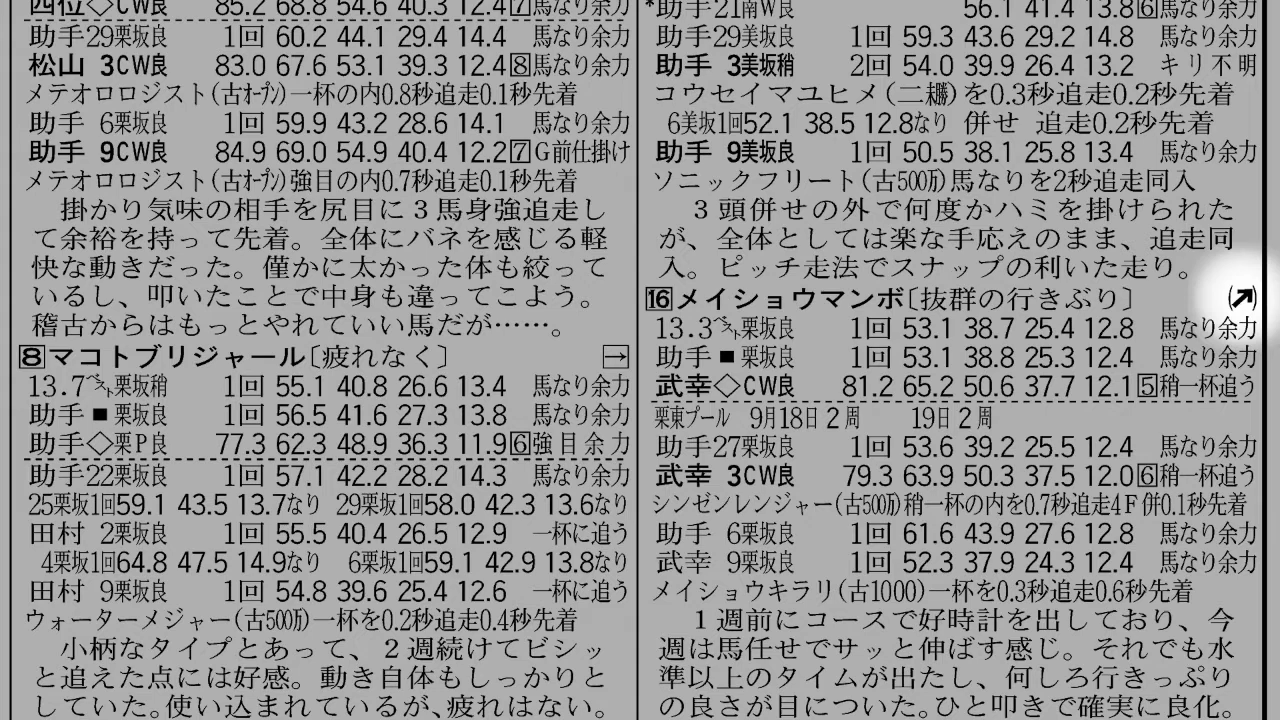 四位◇CW良 85.2 68.8 54.6 40.3 12.4[7]馬なり余力
助手29栗坂良 1回 60.2 44.1 29.4 14.4 馬なり余力
松山 3CW良 83.0 67.6 53.1 39.3 12.4[8]馬なり余力
メテオロロジスト(古ｵｰﾌﾟﾝ)一杯の内0.8秒追走0.1秒先着
助手 6栗坂良 1回 59.9 43.2 28.6 14.1 馬なり余力
助手 9CW良 84.9 69.0 54.9 40.4 12.2[7]G前仕掛け
メテオロロジスト(古ｵｰﾌﾟﾝ)強目の内0.7秒追走0.1秒先着
掛かり気味の相手を尻目に3馬身強追走し
て余裕を持って先着。全体にバネを感じる軽
快な動きだった。僅かに太かった体も絞って
いるし、叩いたことで中身も違ってこよう。
稽古からはもっとやれていい馬だが……。
[8]マコトブリジャール〔疲れなく〕 [→]
13.7ﾍﾞｽﾄ栗坂稍 1回 55.1 40.8 26.6 13.4 馬なり余力
助手■栗坂良 1回 56.5 41.6 27.3 13.8 馬なり余力
助手◇栗P良 77.3 62.3 48.9 36.3 11.9[6]強目余力
助手22栗坂良 1回 57.1 42.2 28.2 14.3 馬なり余力
25栗坂1回59.1 43.5 13.7なり 29栗坂1回58.0 42.3 13.6なり
田村 2栗坂良 1回 55.5 40.4 26.5 12.9 一杯に追う
4栗坂1回64.8 47.5 14.9なり 6栗坂1回59.1 42.9 13.8なり
田村 9栗坂良 1回 54.8 39.6 25.4 12.6 一杯に追う
ウォーターメジャー(古500万)一杯を0.2秒追走0.4秒先着
小柄なタイプとあって、2週続けてビシッ
と追えた点には好感。動き自体もしっかりと
していた。使い込まれているが、疲れはない。
*助手21南W良 56.1 41.4 13.8[6]馬なり余力
助手29美坂良 1回 59.3 43.6 29.2 14.8 馬なり余力
助手 3美坂稍 2回 54.0 39.9 26.4 13.2 キリ不明
コウセイマユヒメ(二㐧)を0.3秒追走0.2秒先着
6美坂1回52.1 38.5 12.8なり 併せ 追走0.2秒先着
助手 9美坂良 1回 50.5 38.1 25.8 13.4 馬なり余力
ソニックフリート(古500万)馬なりを2秒追走同入
3頭併せの外で何度かハミを掛けられた
が、全体としては楽な手応えのまま、追走同
入。ピッチ走法でスナップの利いた走り。
[16]メイショウマンボ〔抜群の行きぶり〕 (↗)
13.3ﾍﾞｽﾄ栗坂良 1回 53.1 38.7 25.4 12.8 馬なり余力
助手■栗坂良 1回 53.1 38.8 25.3 12.4 馬なり余力
武幸◇CW良 81.2 65.2 50.6 37.7 12.1[5]稍一杯追う
栗東プール 9月18日2周 19日2周
助手27栗坂良 1回 53.6 39.2 25.5 12.4 馬なり余力
武幸 3CW良 79.3 63.9 50.3 37.5 12.0[6]稍一杯追う
シンゼンレンジャー(古500万)稍一杯の内を0.7秒追走4F併0.1秒先着
助手 6栗坂良 1回 61.6 43.9 27.6 12.8 馬なり余力
武幸 9栗坂良 1回 52.3 37.9 24.3 12.4 馬なり余力
メイショウキラリ(古1000)一杯を0.3秒追走0.6秒先着
1週前にコースで好時計を出しており、今
週は馬任せでサッと伸ばす感じ。それでも水
準以上のタイムが出たし、何しろ行きっぷり
の良さが目についた。ひと叩きで確実に良化。